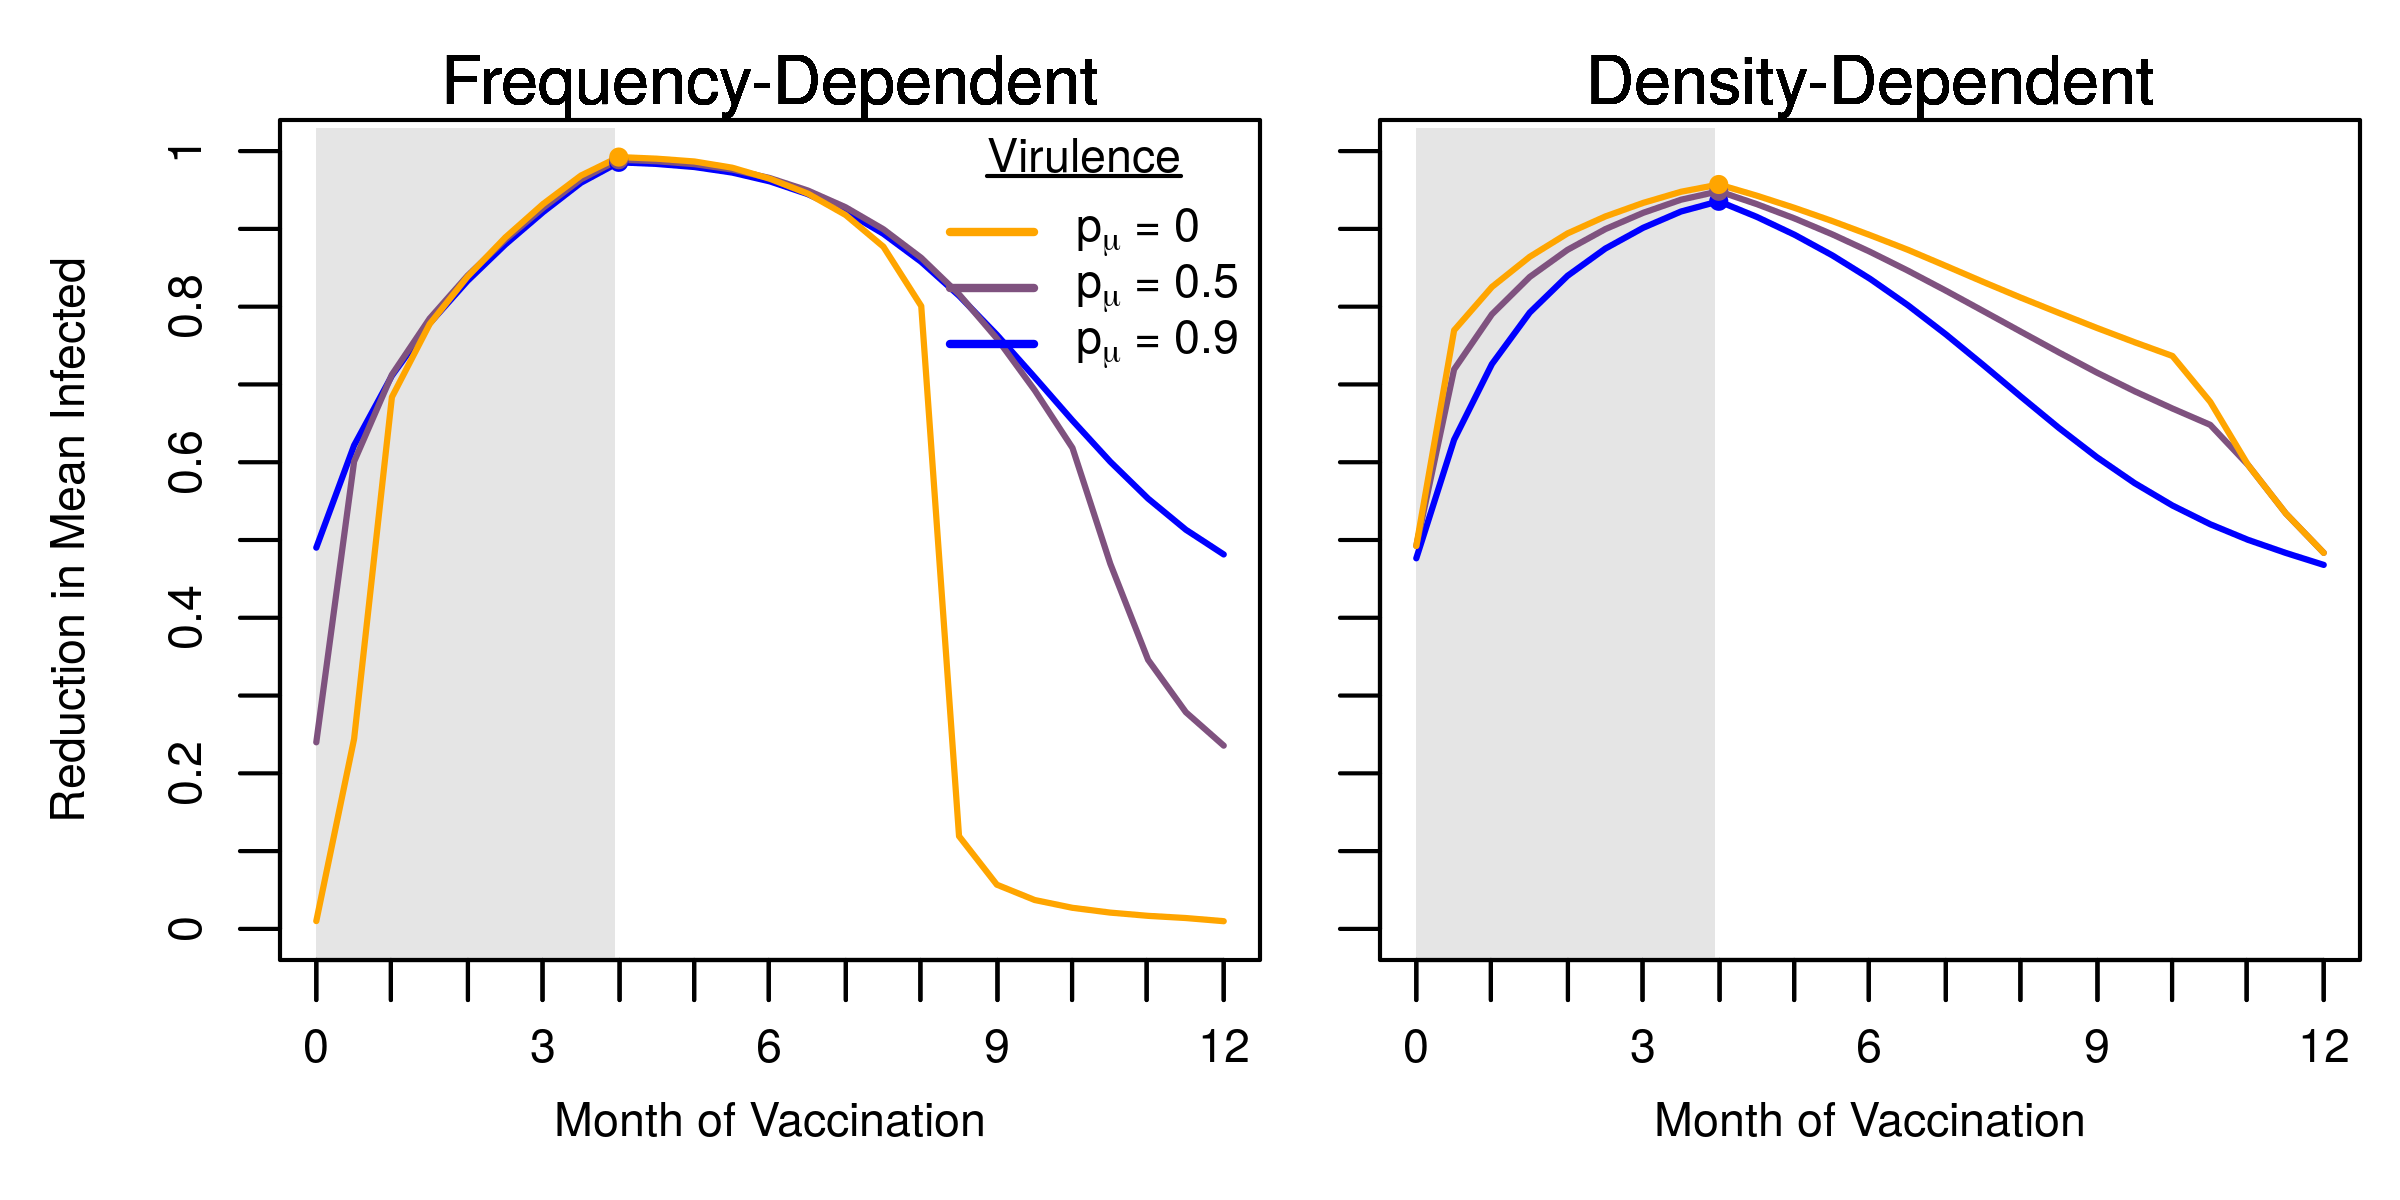 Frequency-Dependent
Density-Dependent
Reduction in Mean Infected
1
0.8
0.6
0.4
0.2
0
Virulence
pμ = 0
pμ = 0.5
pμ = 0.9
0 3 6 9 12
0 3 6 9 12
Month of Vaccination
Month of Vaccination